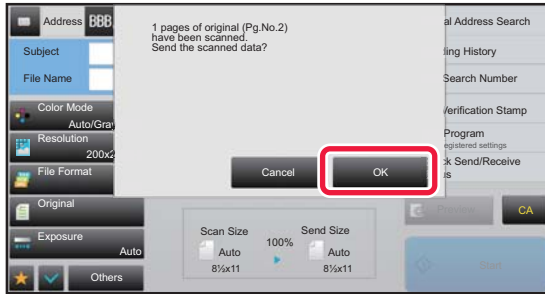 Address
BBB
Subject
File Name
1 pages of original (Pg.No.2)
have been scanned.
Send the scanned data?
Cancel
OK
al Address Search
ing History
Search Number
Verification Stamp
Program
egistered settings
k Send/Receive
Color Mode
Auto/Gra
Resolution
200x2
File Format
Original
Exposure
Auto
Others
Scan Size
Auto
8½x11
100%
Send Size
Auto
8½x11
CA
Start